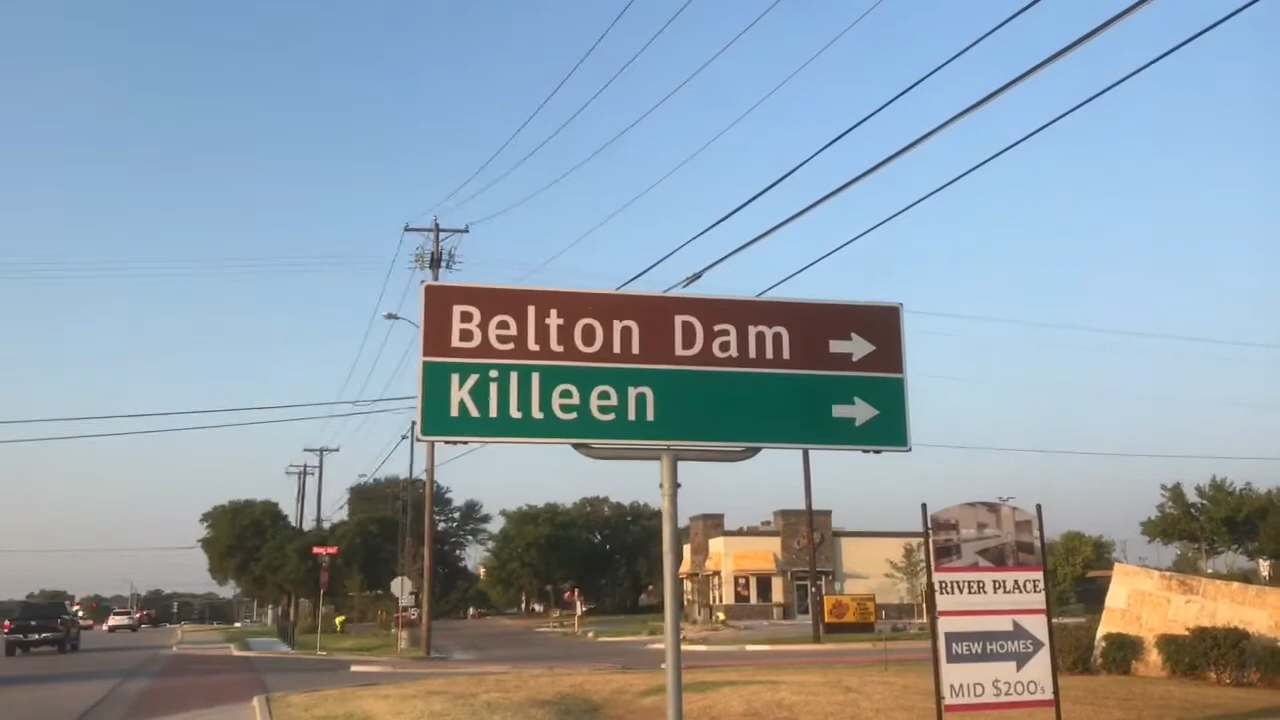 Belton Dam
Killeen
RIVER PLACE
NEW HOMES
MID $200's